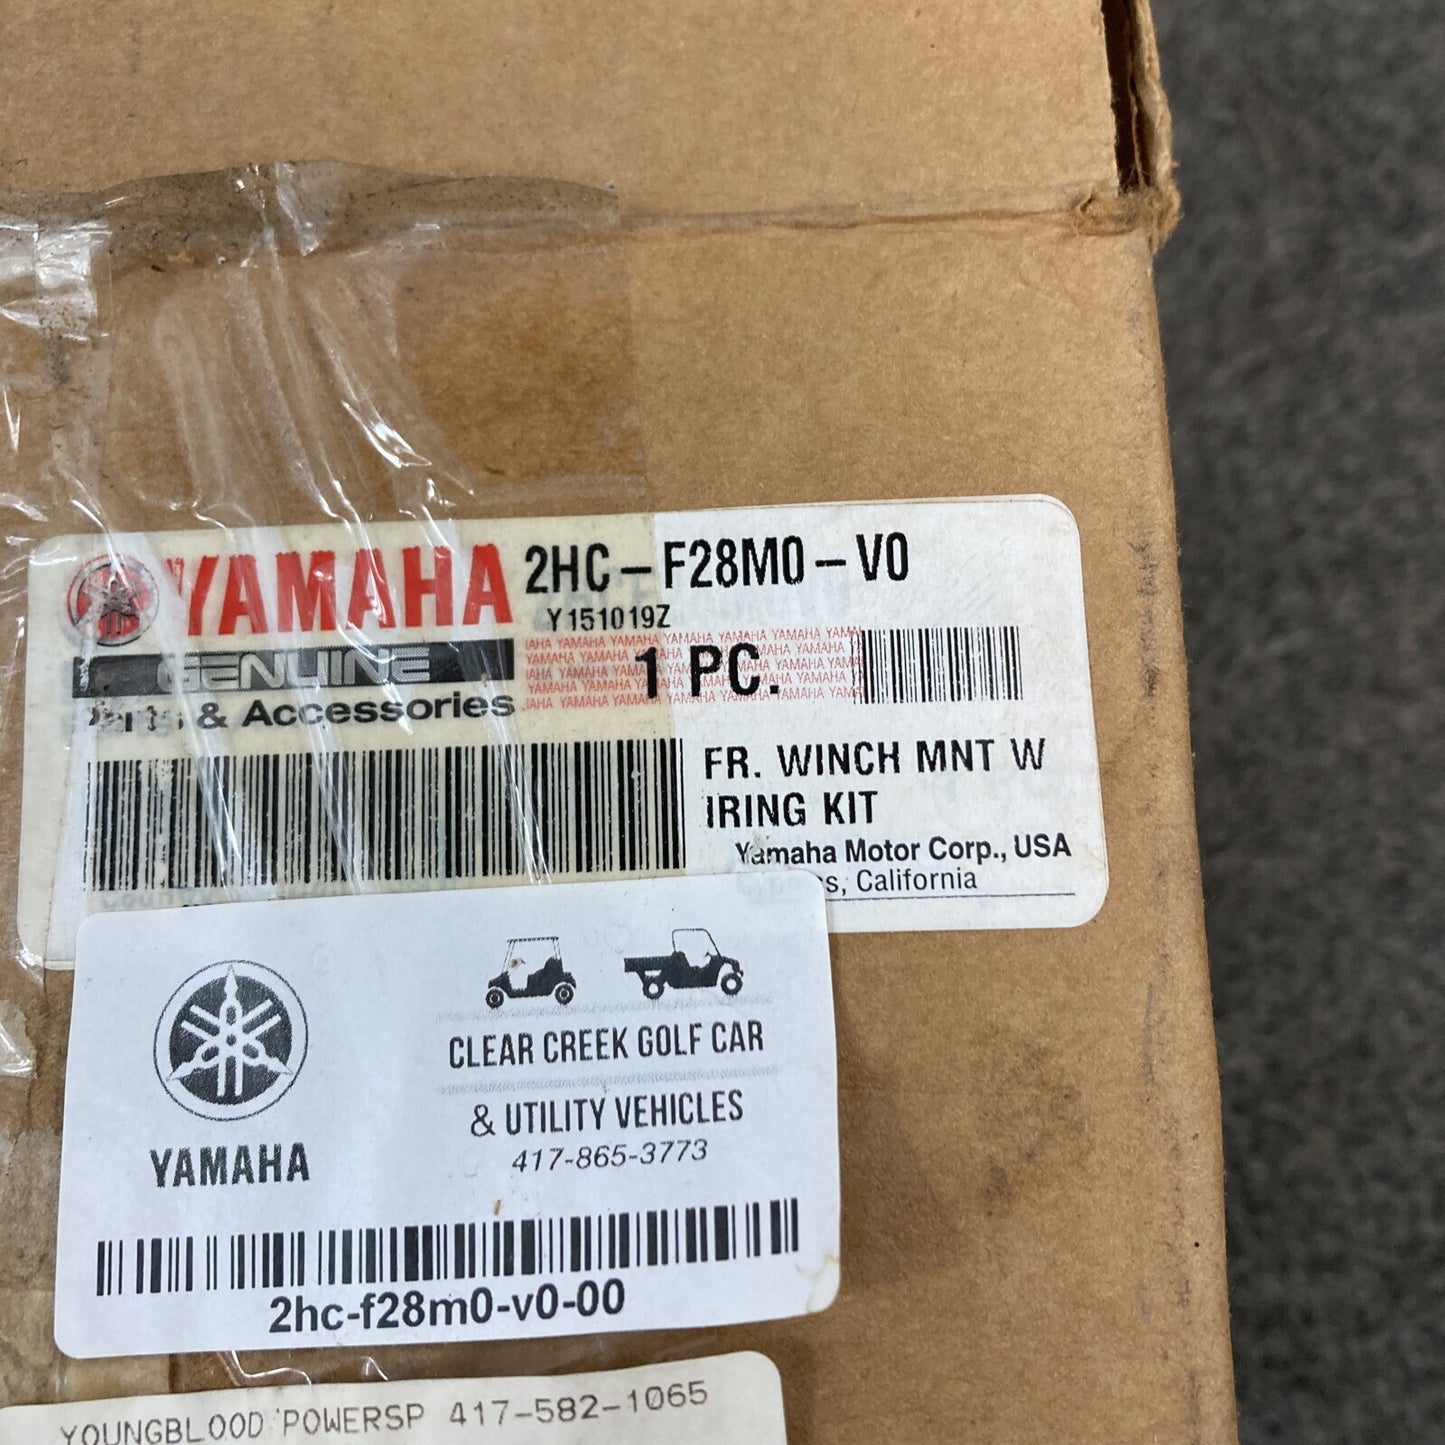 YAMAHA
GENUINE
Parts & Accessories
2HC-F28M0-V0
Y151019Z
1 PC.
FR. WINCH MNT W
IRING KIT
Yamaha Motor Corp., USA
California
YAMAHA
CLEAR CREEK GOLF CAR
& UTILITY VEHICLES
417-865-3773
2hc-f28m0-v0-00
YOUNGBLOOD POWERSP 417-582-1065